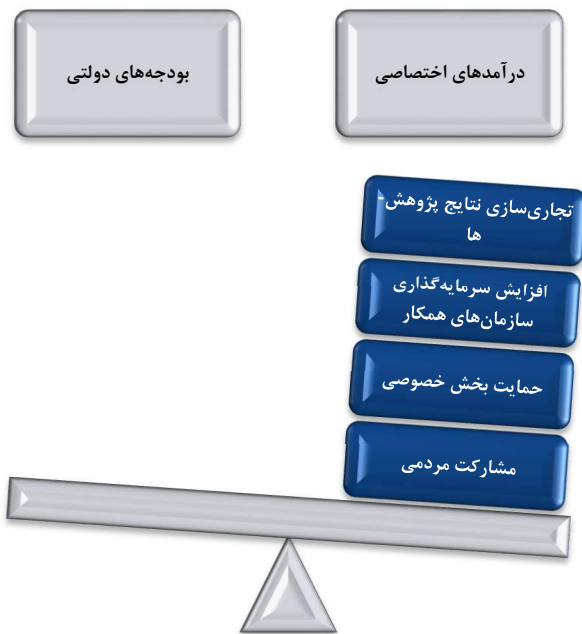 درآمدهای اختصاصی
بودجه‌های دولتی
تجاری‌سازی نتایج پژوهش-
ها
افزایش سرمایه‌گذاری
سازمان‌های همکار
حمایت بخش خصوصی
مشارکت مردمی